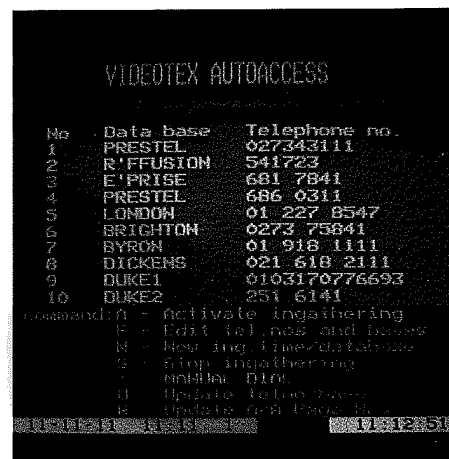 VIDEOTEX AUTOACCESS
No Data base Telephone no.
1 PRESTEL 027343111
2 R'FFUSION 541723
3 E'PRISE 681 7841
4 PRESTEL 686 0311
5 LONDON 01 227 8547
6 BRIGHTON 0273 75841
7 BYRON 01 918 1111
8 DICKENS 021 618 2111
9 DUKE1 0103170776693
10 DUKE2 251 6141
command:A - Activate ingathering
E - Edit tel.nos and bases
N - New ing.time/database
S - Stop ingathering
MANUAL DIAL
U Update
Update
11:12:51